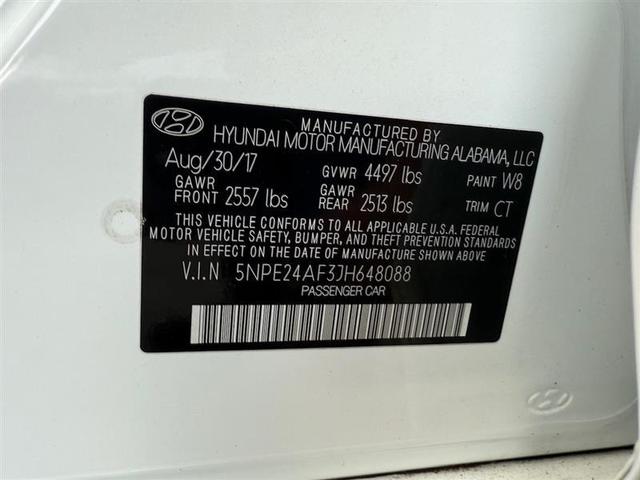 MANUFACTURED BY
HYUNDAI MOTOR MANUFACTURING ALABAMA, LLC
Aug/30/17 GVWR 4497 lbs PAINT W8
GAWR FRONT 2557 lbs GAWR REAR 2513 lbs TRIM CT
THIS VEHICLE CONFORMS TO ALL APPLICABLE U.S.A. FEDERAL
MOTOR VEHICLE SAFETY, BUMPER, AND THEFT PREVENTION STANDARDS
IN EFFECT ON THE DATE OF MANUFACTURE SHOWN ABOVE.
V.I.N 5NPE24AF3JH648088
PASSENGER CAR